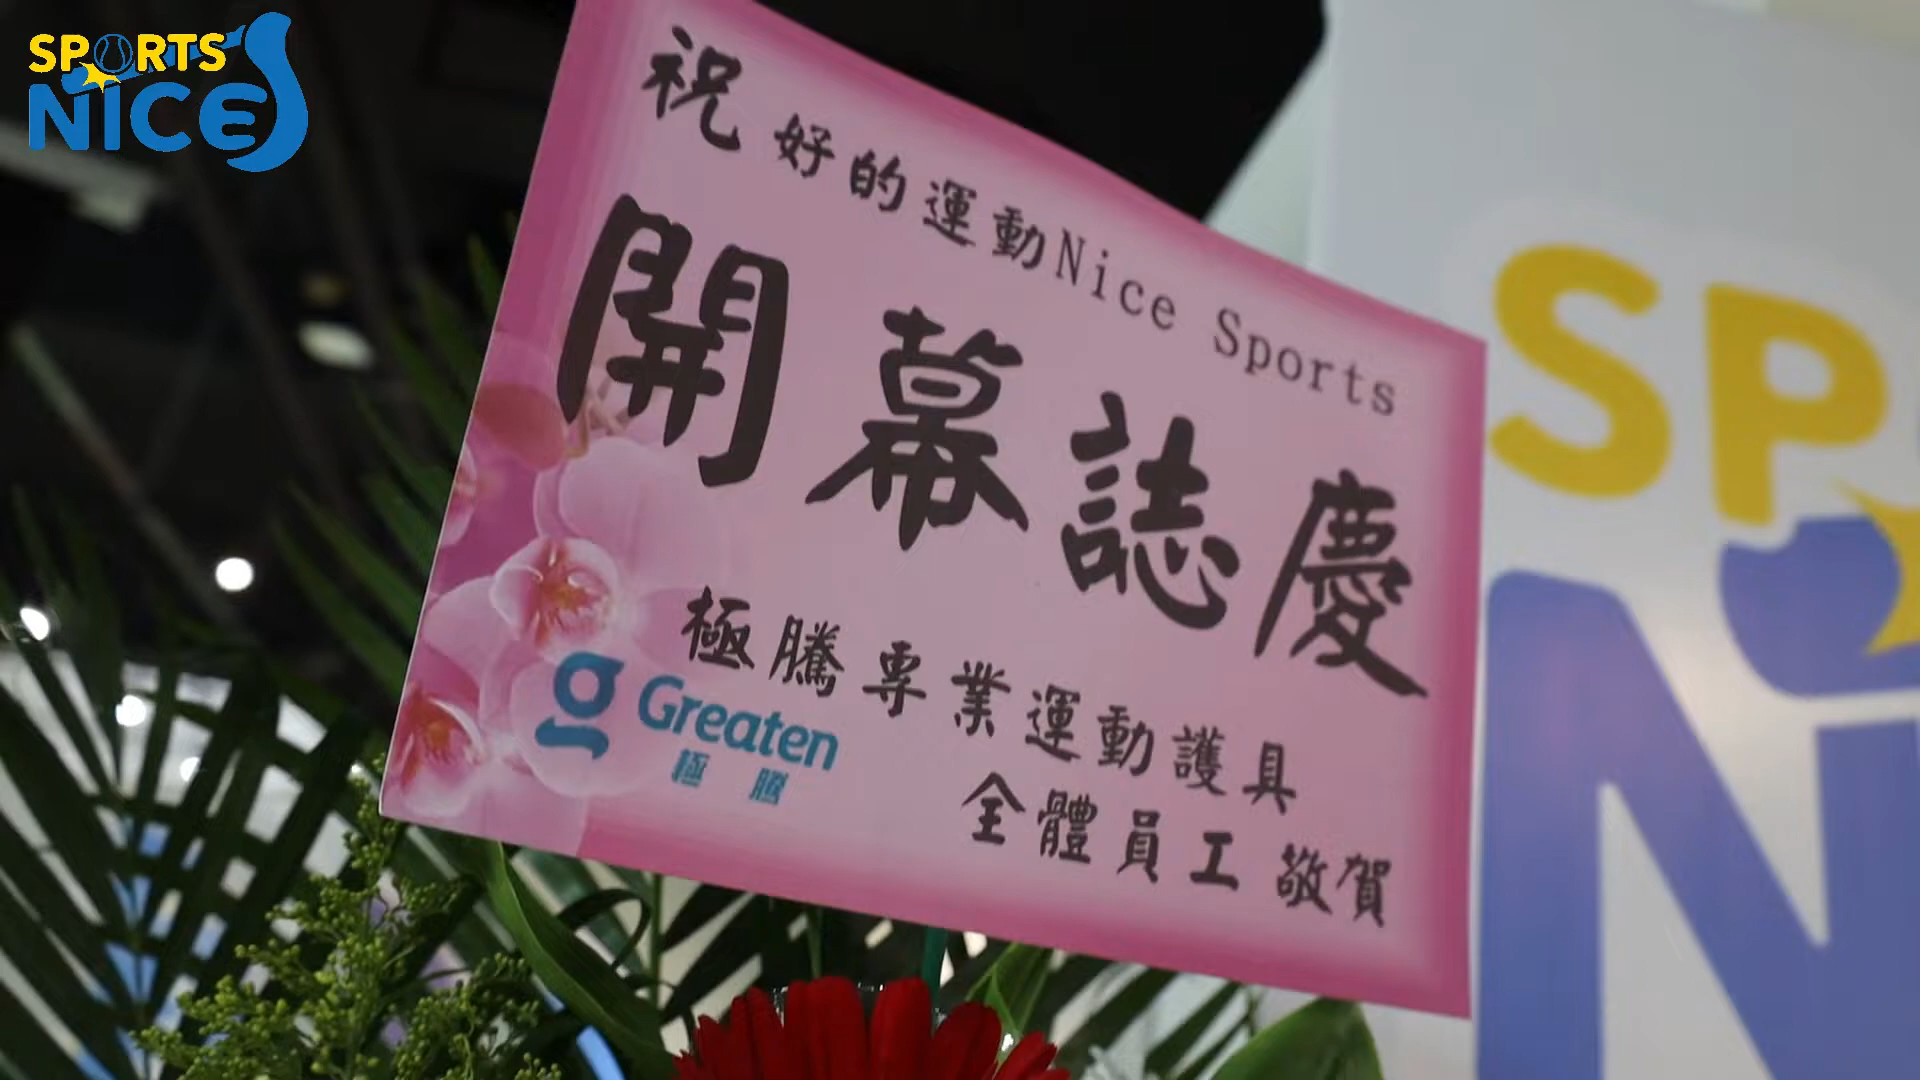 SPORTS
NICE
祝 好的運動Nice Sports
開幕誌慶
極騰專業運動護具
Greaten
極騰
全體員工 敬賀
SP
N